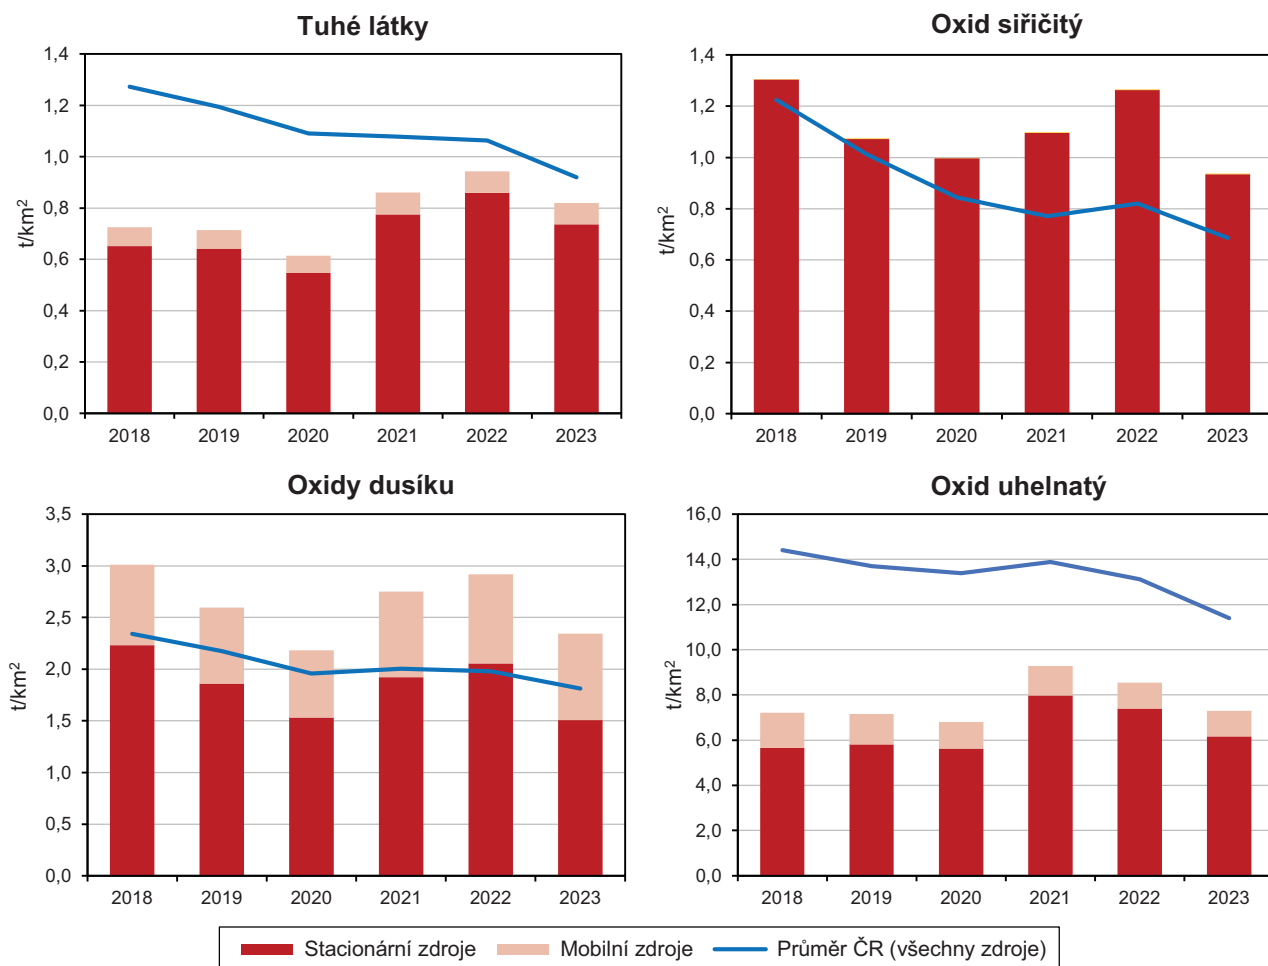 Tuhé látky
1,4
1,2
1,0
0,8
0,6
0,4
0,2
0,0
t/km²
2018 2019 2020 2021 2022 2023
Oxid siřičitý
1,4
1,2
1,0
0,8
0,6
0,4
0,2
0,0
t/km²
2018 2019 2020 2021 2022 2023
Oxidy dusíku
3,5
3,0
2,5
2,0
1,5
1,0
0,5
0,0
t/km²
2018 2019 2020 2021 2022 2023
Oxid uhelnatý
16,0
14,0
12,0
10,0
8,0
6,0
4,0
2,0
0,0
t/km²
2018 2019 2020 2021 2022 2023
Stacionární zdroje Mobilní zdroje Průměr ČR (všechny zdroje)